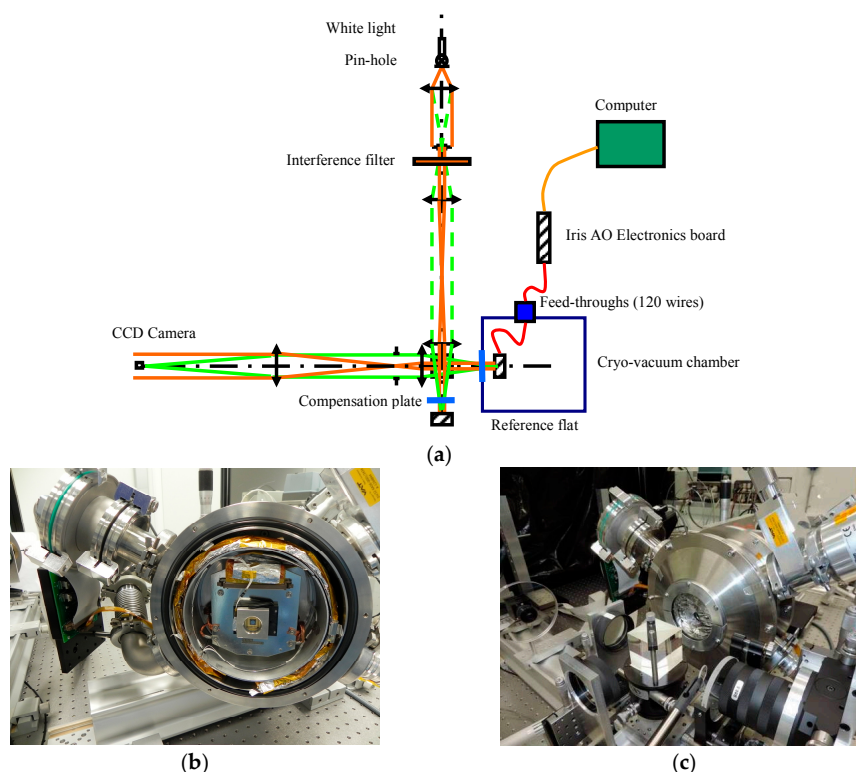 White light
Pin-hole
Computer
Interference filter
Iris AO Electronics board
Feed-throughs (120 wires)
CCD Camera
Cryo-vacuum chamber
Compensation plate
Reference flat
(a)
(b)
(c)